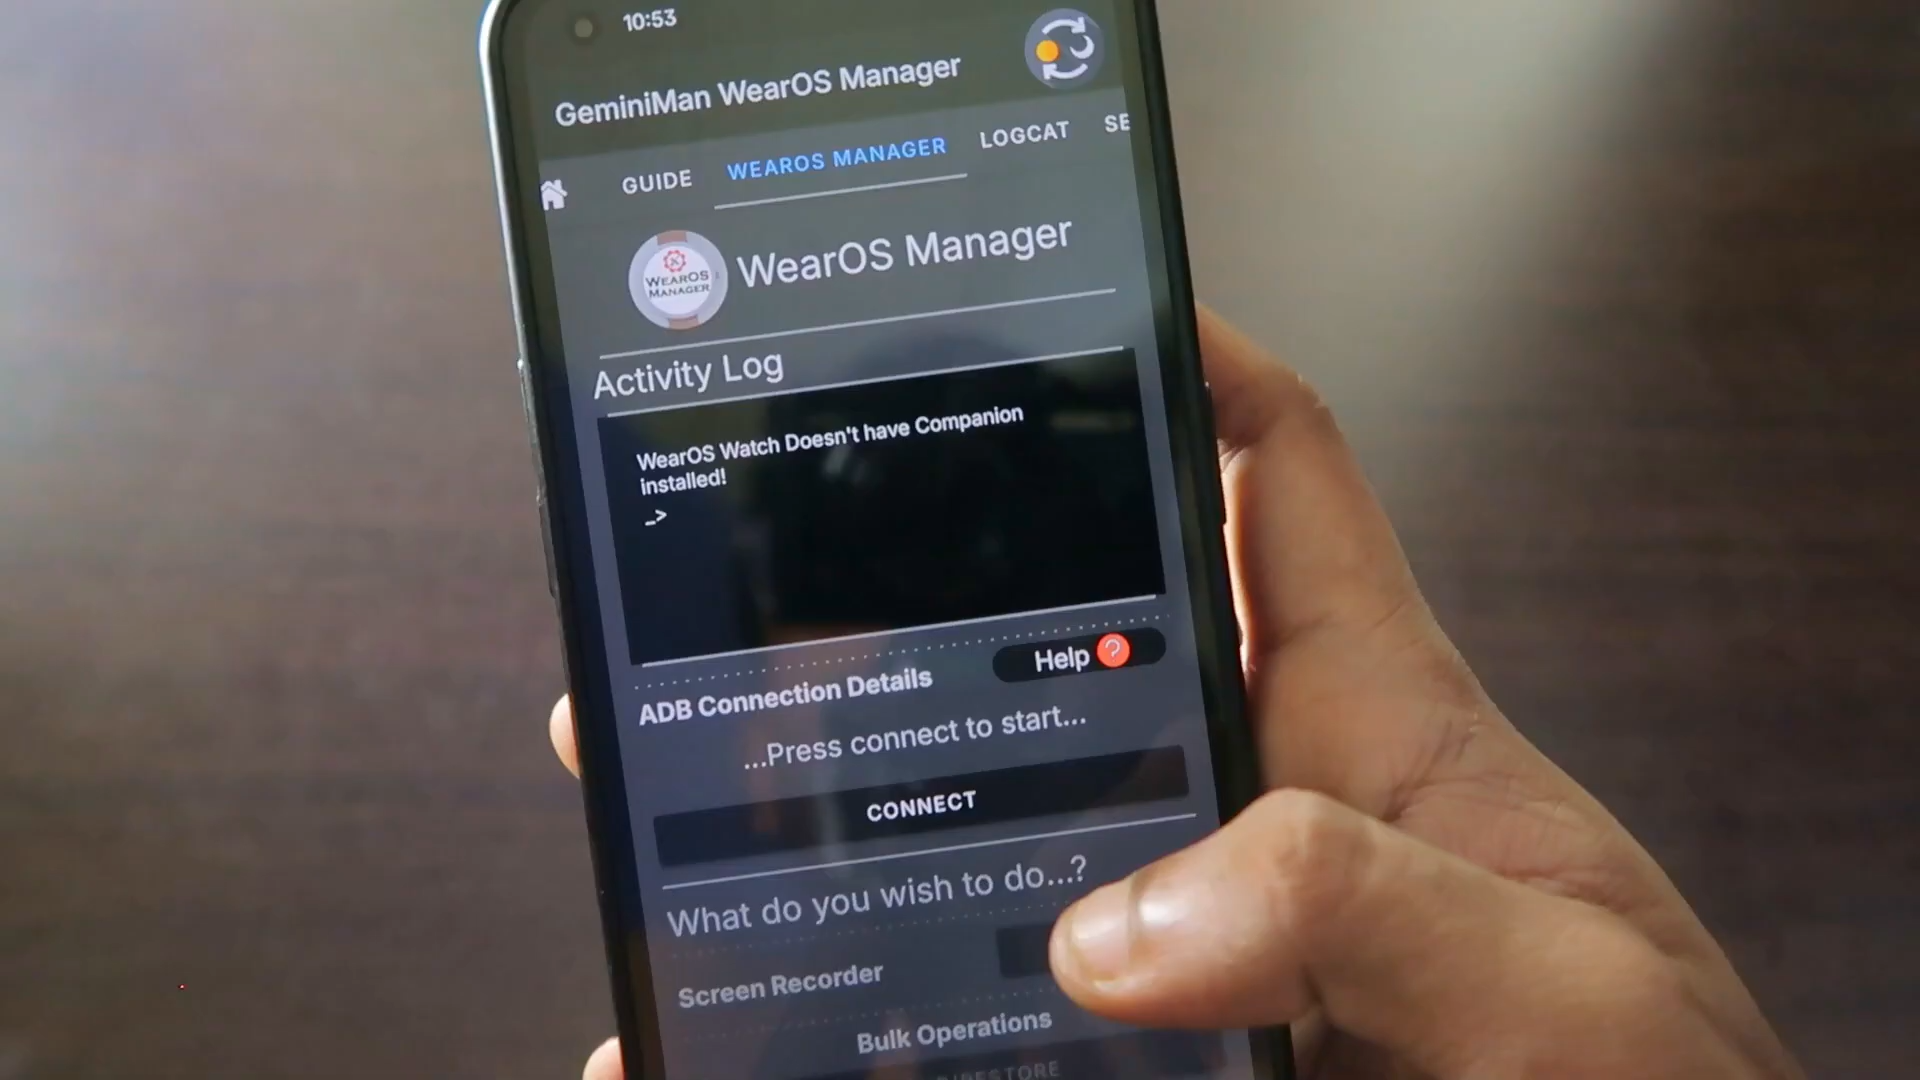 10:53
GeminiMan WearOS Manager
GUIDE WEAROS MANAGER LOGCAT SE
WEAROS
MANAGER
WearOS Manager
Activity Log
WearOS Watch Doesn't have Companion
installed!
_>
ADB Connection Details Help ?
...Press connect to start...
CONNECT
What do you wish to do...?
Screen Recorder
Bulk Operations